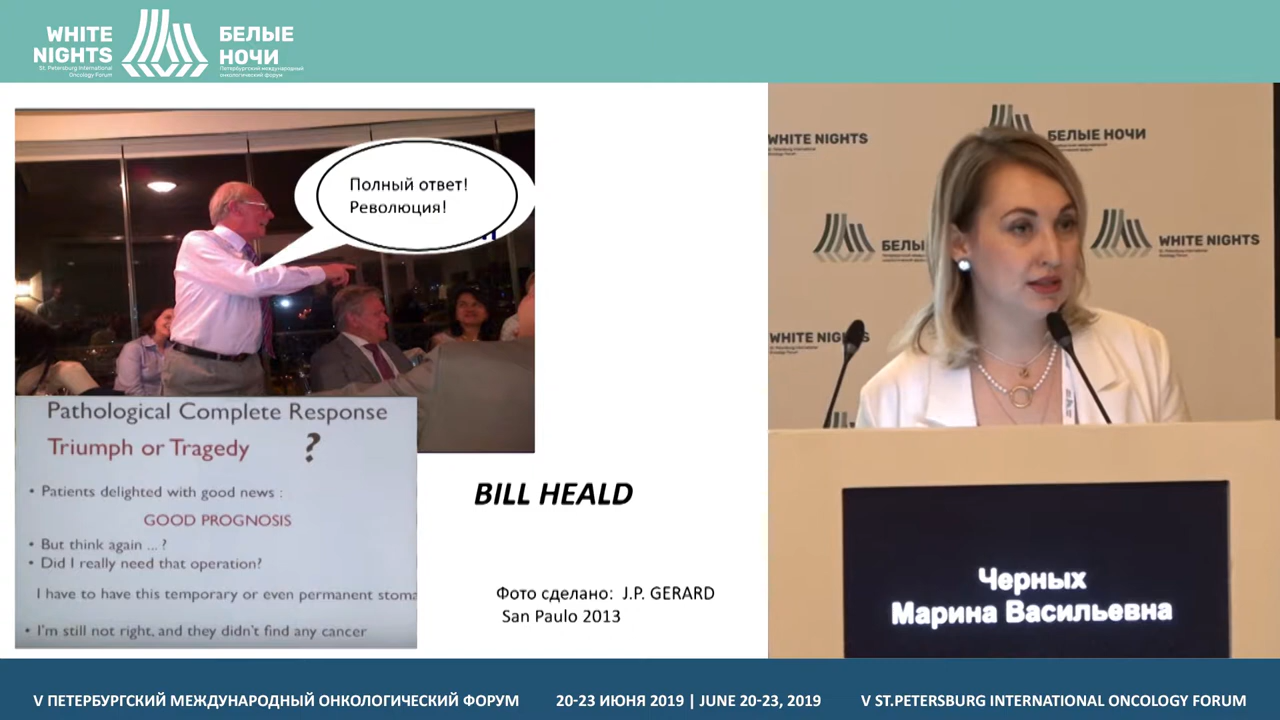 WHITE
NIGHTS
St. Petersburg International
Oncology Forum
БЕЛЫЕ
НОЧИ
Петербургский международный
онкологический форум
Полный ответ!
Революция!
Pathological Complete Response
Triumph or Tragedy ?
• Patients delighted with good news :
GOOD PROGNOSIS
• But think again ... ?
• Did I really need that operation?
I have to have this temporary or even permanent stoma
• I'm still not right, and they didn't find any cancer
BILL HEALD
Фото сделано: J.P. GERARD
San Paulo 2013
WHITE NIGHTS
БЕЛЫЕ НОЧИ
БЕЛЫ
WHITE NIGHTS
WHITE NIGHTS
Черных
Марина Васильевна
V ПЕТЕРБУРГСКИЙ МЕЖДУНАРОДНЫЙ ОНКОЛОГИЧЕСКИЙ ФОРУМ
20-23 ИЮНЯ 2019 | JUNE 20-23, 2019
V ST.PETERSBURG INTERNATIONAL ONCOLOGY FORUM